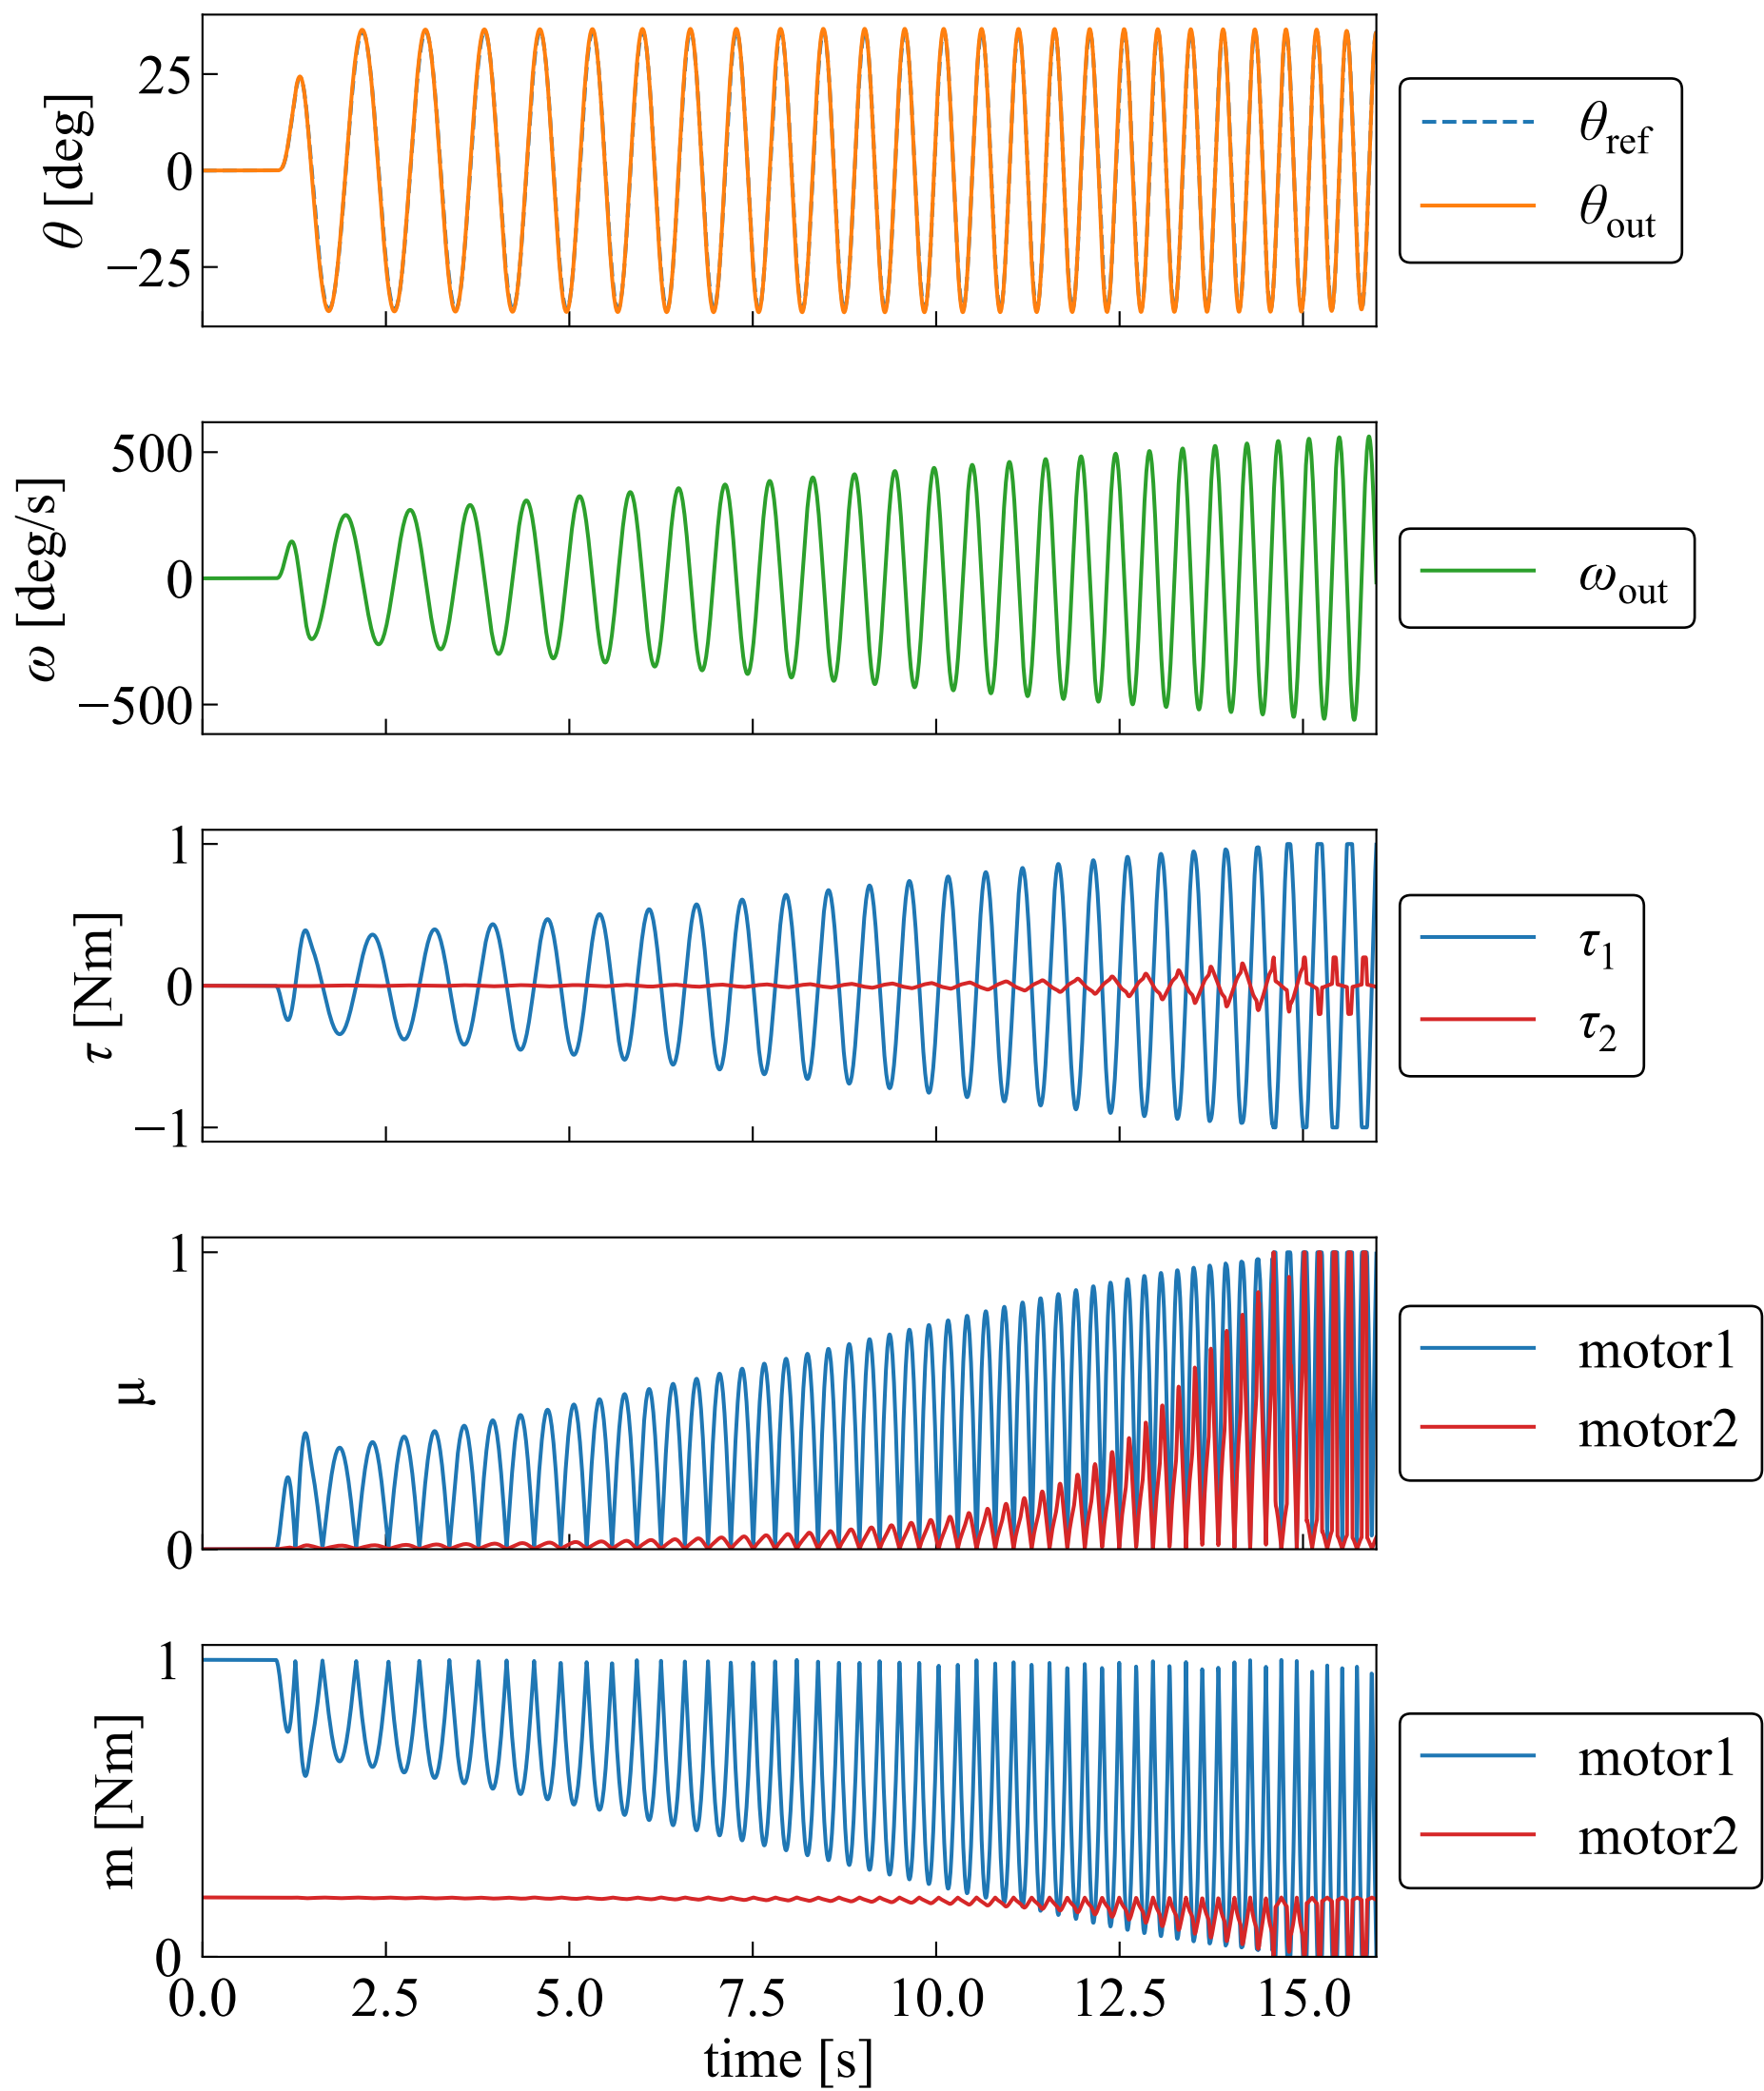 θ [deg]
25
0
−25
θref
θout
ω [deg/s]
500
0
−500
ωout
τ [Nm]
1
0
−1
τ1
τ2
μ
1
0
motor1
motor2
m [Nm]
1
0
motor1
motor2
0.0 2.5 5.0 7.5 10.0 12.5 15.0
time [s]